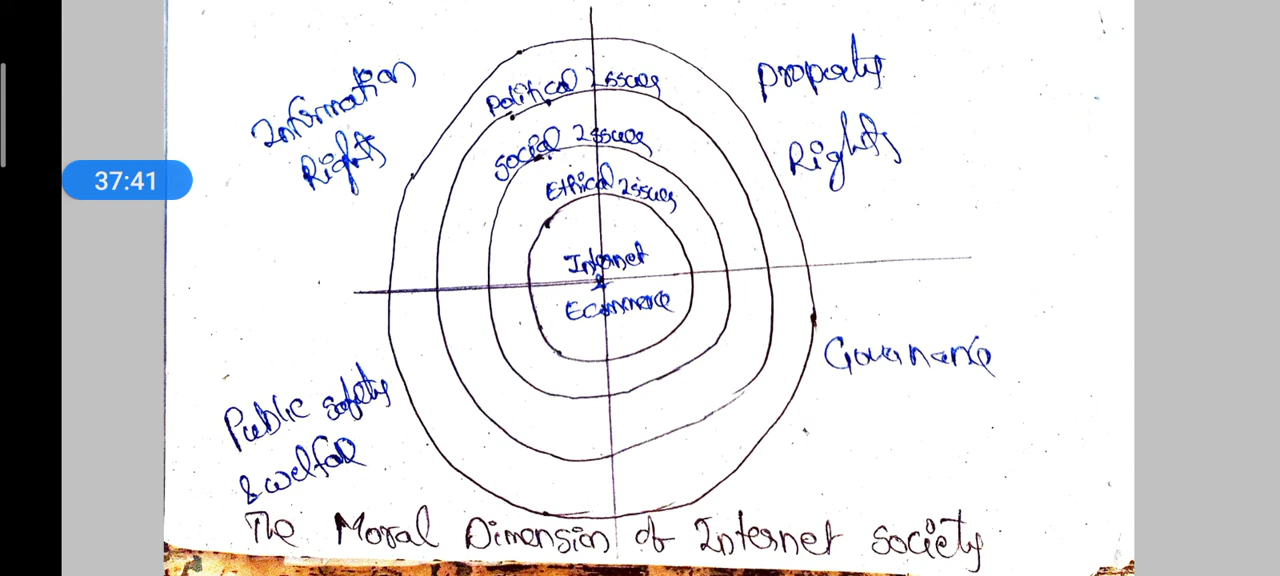 Information
Rights
Property
Rights
Political Issues
Social Issues
Ethical Issues
Internet
&
Ecommerce
37:41
Governance
Public safety
& welfare
The Moral Dimension of Internet society